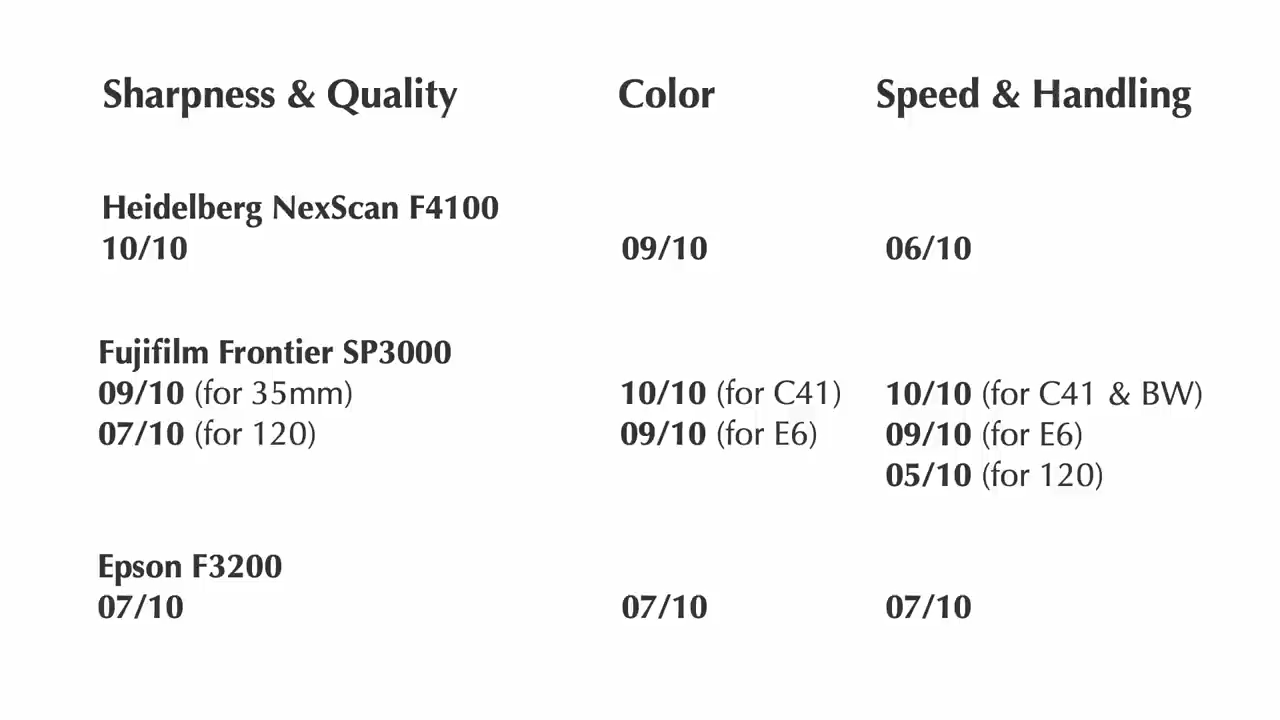 Sharpness & Quality Color Speed & Handling
Heidelberg NexScan F4100
10/10 09/10 06/10
Fujifilm Frontier SP3000
09/10 (for 35mm) 10/10 (for C41) 10/10 (for C41 & BW)
07/10 (for 120) 09/10 (for E6) 09/10 (for E6)
05/10 (for 120)
Epson F3200
07/10 07/10 07/10